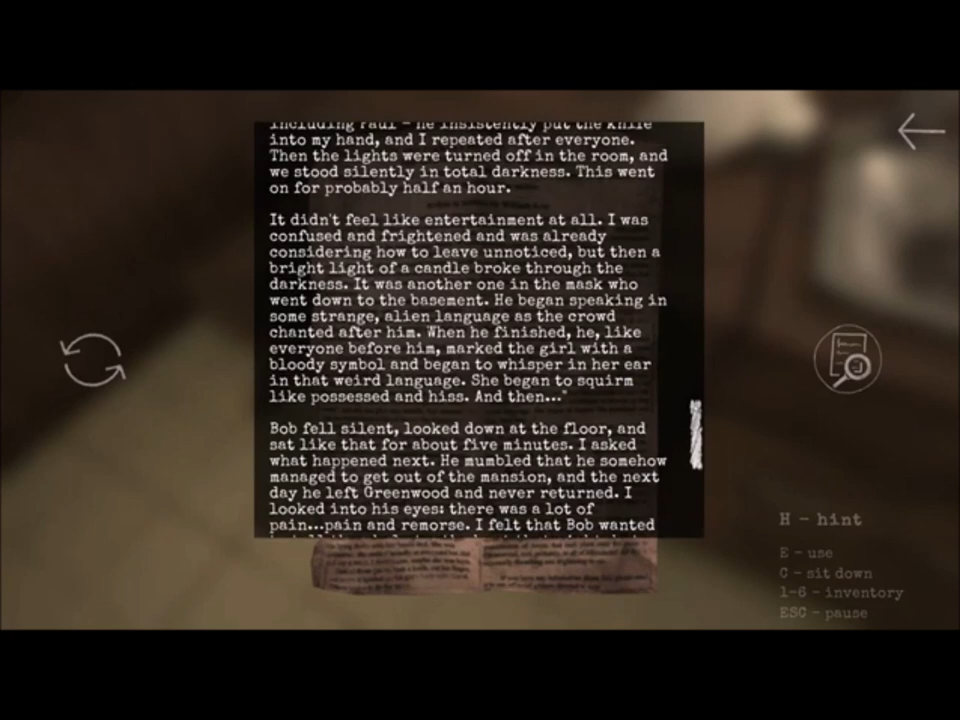 including Paul - he insistently put the knife
into my hand, and I repeated after everyone.
Then the lights were turned off in the room, and
we stood silently in total darkness. This went
on for probably half an hour.
It didn't feel like entertainment at all. I was
confused and frightened and was already
considering how to leave unnoticed, but then a
bright light of a candle broke through the
darkness. It was another one in the mask who
went down to the basement. He began speaking in
some strange, alien language as the crowd
chanted after him. When he finished, he, like
everyone before him, marked the girl with a
bloody symbol and began to whisper in her ear
in that weird language. She began to squirm
like possessed and hiss. And then..."
Bob fell silent, looked down at the floor, and
sat like that for about five minutes. I asked
what happened next. He mumbled that he somehow
managed to get out of the mansion, and the next
day he left Greenwood and never returned. I
looked into his eyes: there was a lot of
pain...pain and remorse. I felt that Bob wanted
H - hint
E - use
C - sit down
1-6 - inventory
ESC - pause